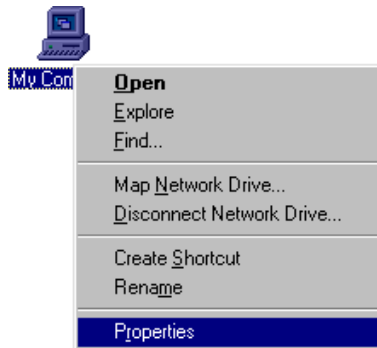 My Com
Open
Explore
Find...
Map Network Drive...
Disconnect Network Drive...
Create Shortcut
Rename
Properties